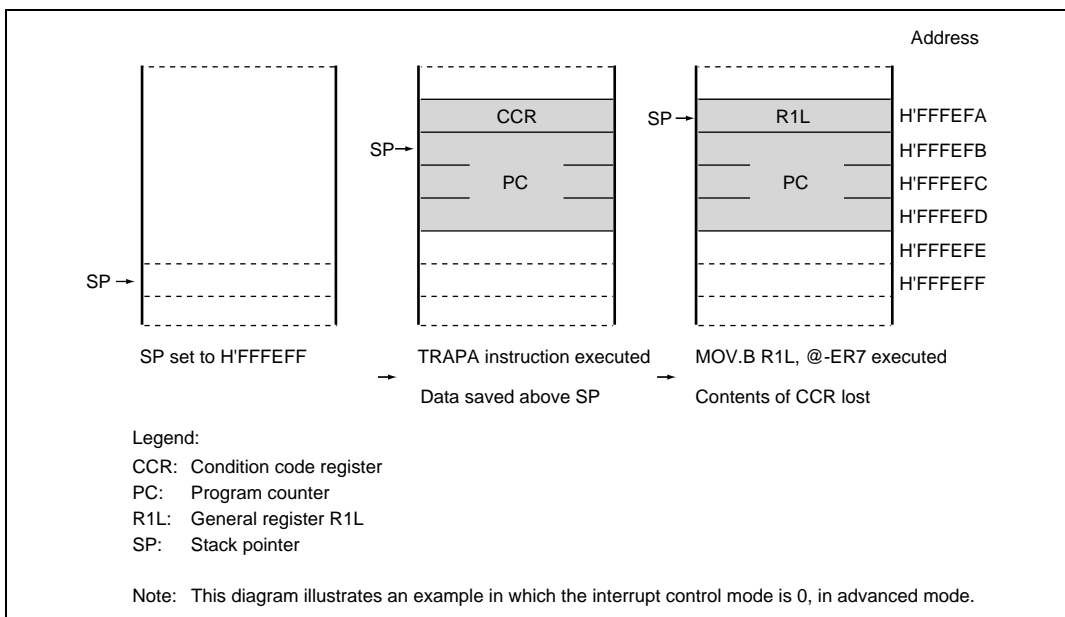 Address
SP
SP
CCR
PC
SP
R1L
PC
H'FFFEFA
H'FFFEFB
H'FFFEFC
H'FFFEFD
H'FFFEFE
H'FFFEFF
SP set to H'FFFEFF
TRAPA instruction executed
Data saved above SP
MOV.B R1L, @-ER7 executed
Contents of CCR lost
Legend:
CCR: Condition code register
PC: Program counter
R1L: General register R1L
SP: Stack pointer
Note: This diagram illustrates an example in which the interrupt control mode is 0, in advanced mode.